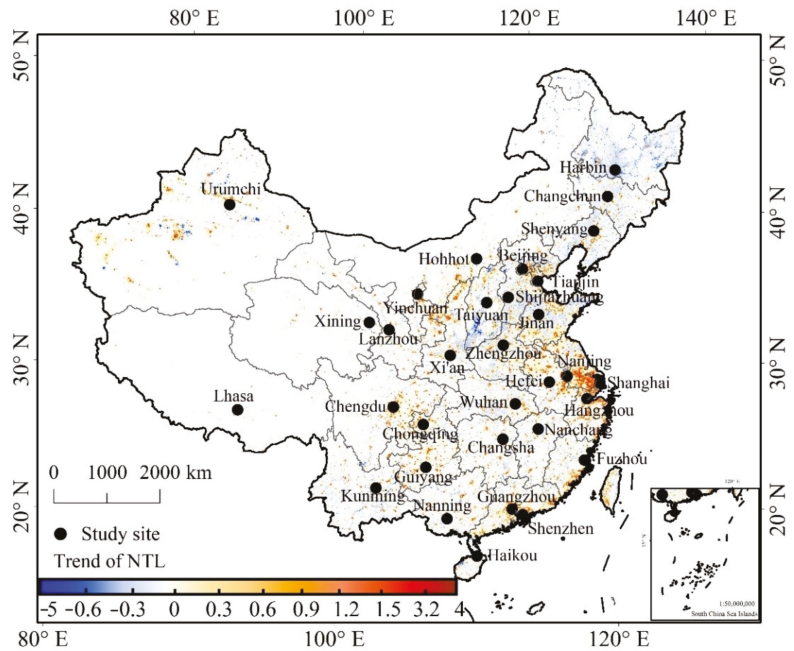 80° E 100° E 120° E 140° E
50° N 50° N
Harbin
Urumchi
Changchun
40° N 40° N
Shenyang
Hohhot Beijing
Tianjin
Yinchuan Shijiazhuang
Taiyuan
Xining Jinan
Lanzhou
Zhengzhou
30° N Xi'an Nanjing 30° N
Hefei Shanghai
Lhasa
Chengdu Wuhan Hangzhou
Chongqing Nanchang
Changsha
Fuzhou
0 1000 2000 km
Guiyang
Kunming Guangzhou
20° N Nanning 20° N
Shenzhen
Study site
Haikou
Trend of NTL
−5 −0.6 −0.3 0 0.3 0.6 0.9 1.2 1.5 3.2 4
1:50,000,000
South China Sea Islands
80° E 100° E 120° E